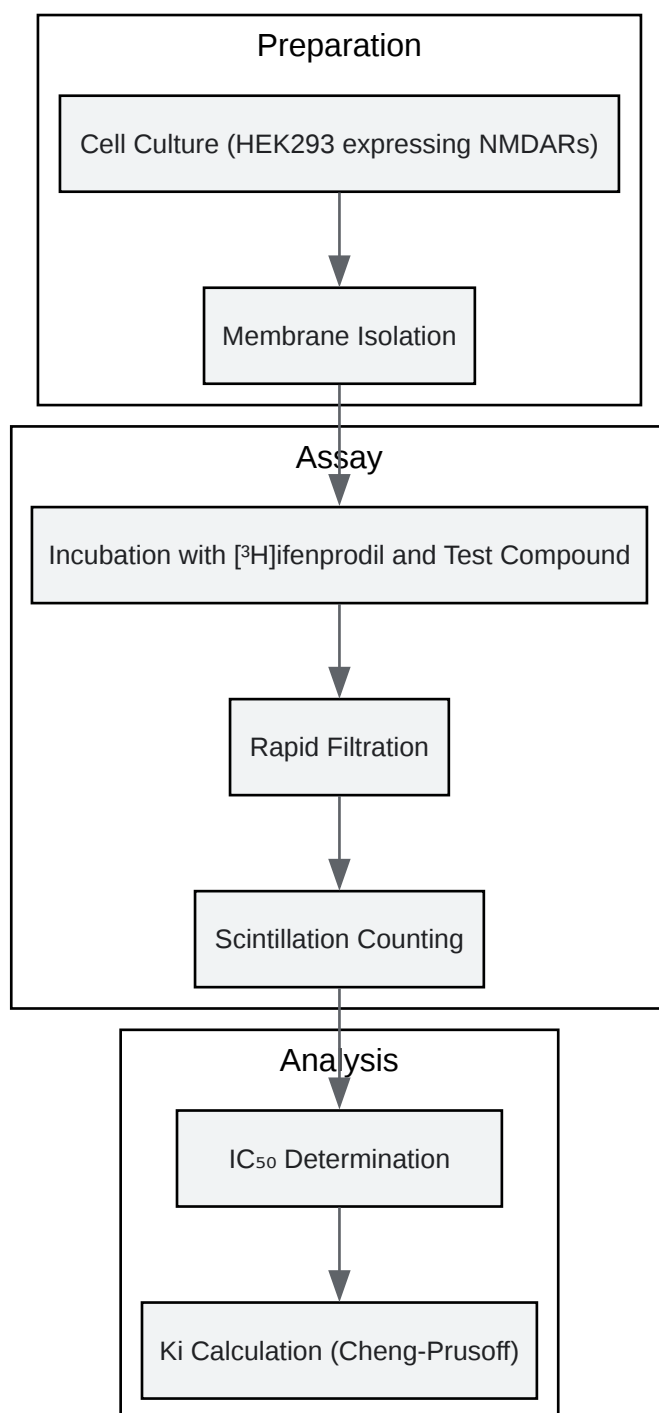 Preparation
Cell Culture (HEK293 expressing NMDARs)
Membrane Isolation
Assay
Incubation with [³H]ifenprodil and Test Compound
Rapid Filtration
Scintillation Counting
Analysis
IC₅₀ Determination
Ki Calculation (Cheng-Prusoff)